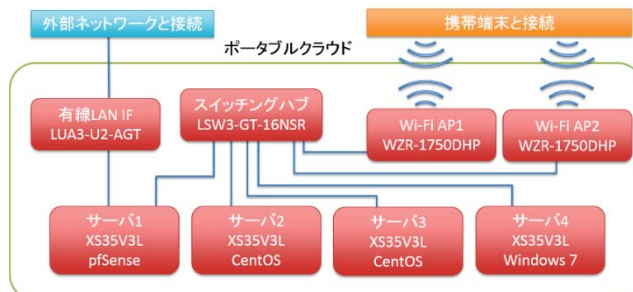 外部ネットワークと接続
携帯端末と接続
ポータブルクラウド
有線LAN IF
LUA3-U2-AGT
スイッチングハブ
LSW3-GT-16NSR
Wi-Fi AP1
WZR-1750DHP
Wi-Fi AP2
WZR-1750DHP
サーバ1
XS35V3L
pfSense
サーバ2
XS35V3L
CentOS
サーバ3
XS35V3L
CentOS
サーバ4
XS35V3L
Windows 7